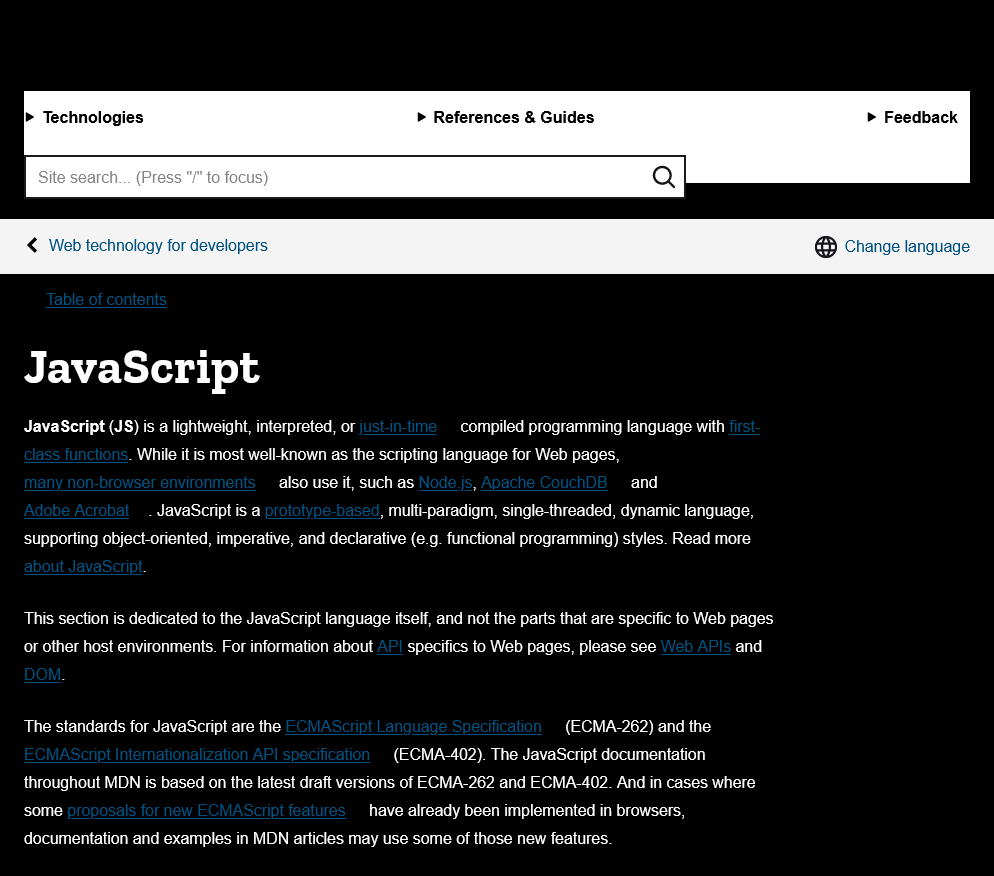 Technologies
References & Guides
Feedback
Site search... (Press "/" to focus)
Web technology for developers
Change language
Table of contents
JavaScript
JavaScript (JS) is a lightweight, interpreted, or just-in-time compiled programming language with first-
class functions. While it is most well-known as the scripting language for Web pages,
many non-browser environments also use it, such as Node.js, Apache CouchDB and
Adobe Acrobat . JavaScript is a prototype-based, multi-paradigm, single-threaded, dynamic language,
supporting object-oriented, imperative, and declarative (e.g. functional programming) styles. Read more
about JavaScript.
This section is dedicated to the JavaScript language itself, and not the parts that are specific to Web pages
or other host environments. For information about API specifics to Web pages, please see Web APIs and
DOM.
The standards for JavaScript are the ECMAScript Language Specification (ECMA-262) and the
ECMAScript Internationalization API specification (ECMA-402). The JavaScript documentation
throughout MDN is based on the latest draft versions of ECMA-262 and ECMA-402. And in cases where
some proposals for new ECMAScript features have already been implemented in browsers,
documentation and examples in MDN articles may use some of those new features.